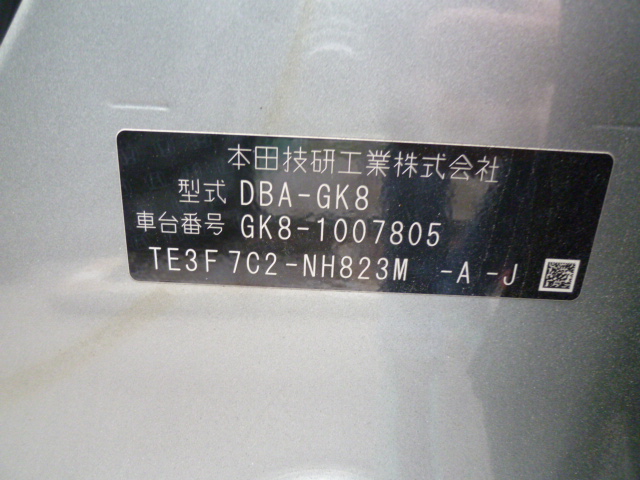 本田技研工業株式会社
型式 DBA-GK8
車台番号 GK8-1007805
TE3F7C2-NH823M -A-J